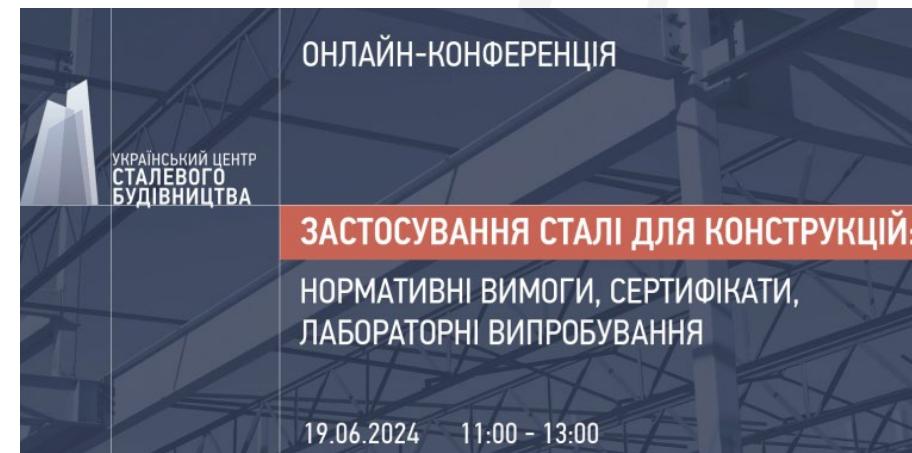 ОНЛАЙН-КОНФЕРЕНЦІЯ
УКРАЇНСЬКИЙ ЦЕНТР
СТАЛЕВОГО
БУДІВНИЦТВА
ЗАСТОСУВАННЯ СТАЛІ ДЛЯ КОНСТРУКЦІЙ:
НОРМАТИВНІ ВИМОГИ, СЕРТИФІКАТИ,
ЛАБОРАТОРНІ ВИПРОБУВАННЯ
19.06.2024 11:00 - 13:00